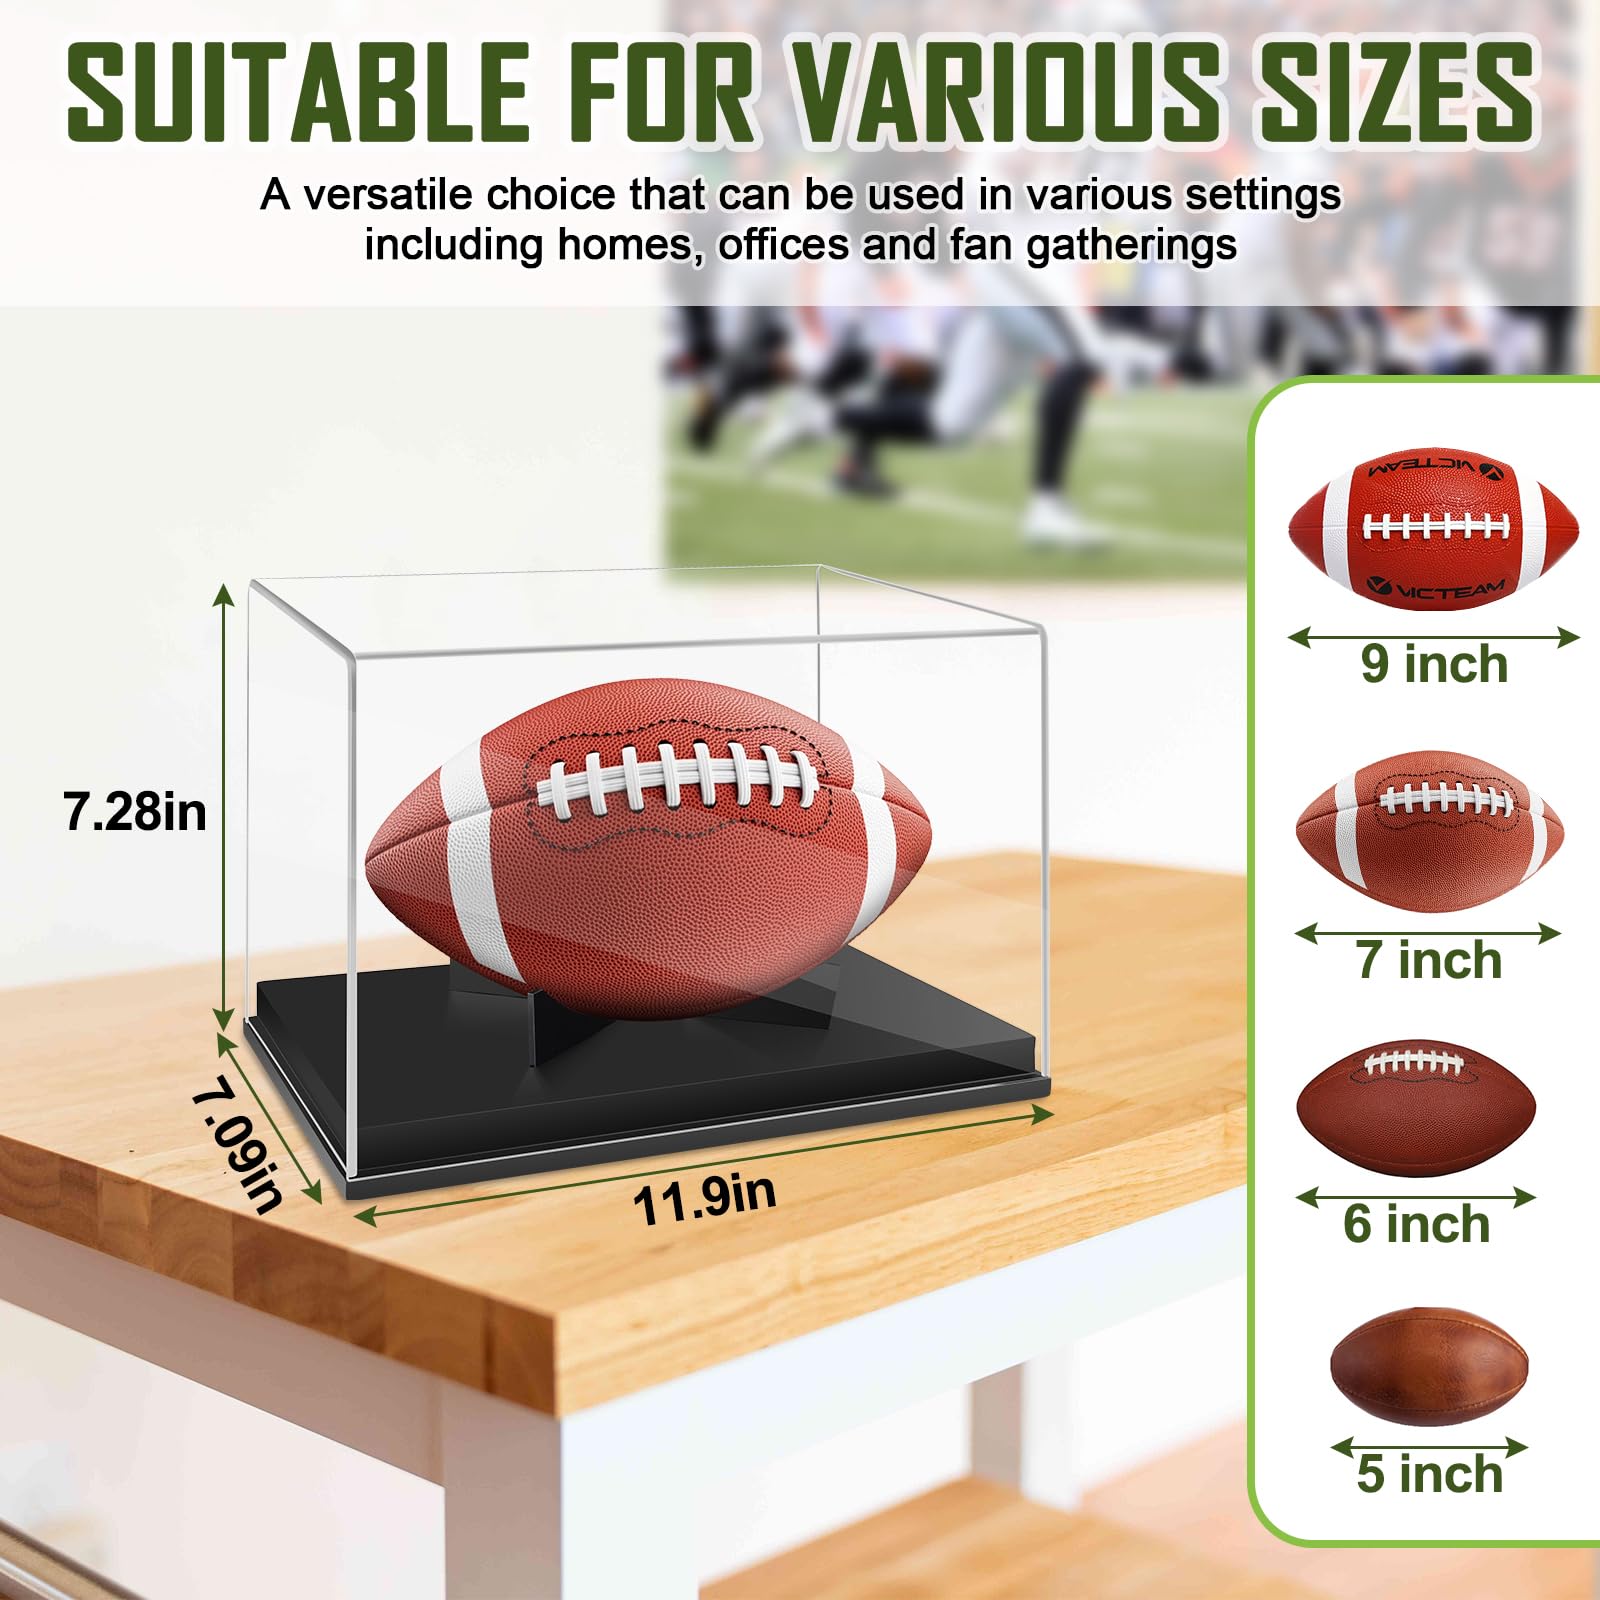 SUITABLE FOR VARIOUS SIZES
A versatile choice that can be used in various settings
including homes, offices and fan gatherings
7.28in
7.09in
11.9in
VICTEAM
VICTEAM
9 inch
7 inch
6 inch
5 inch